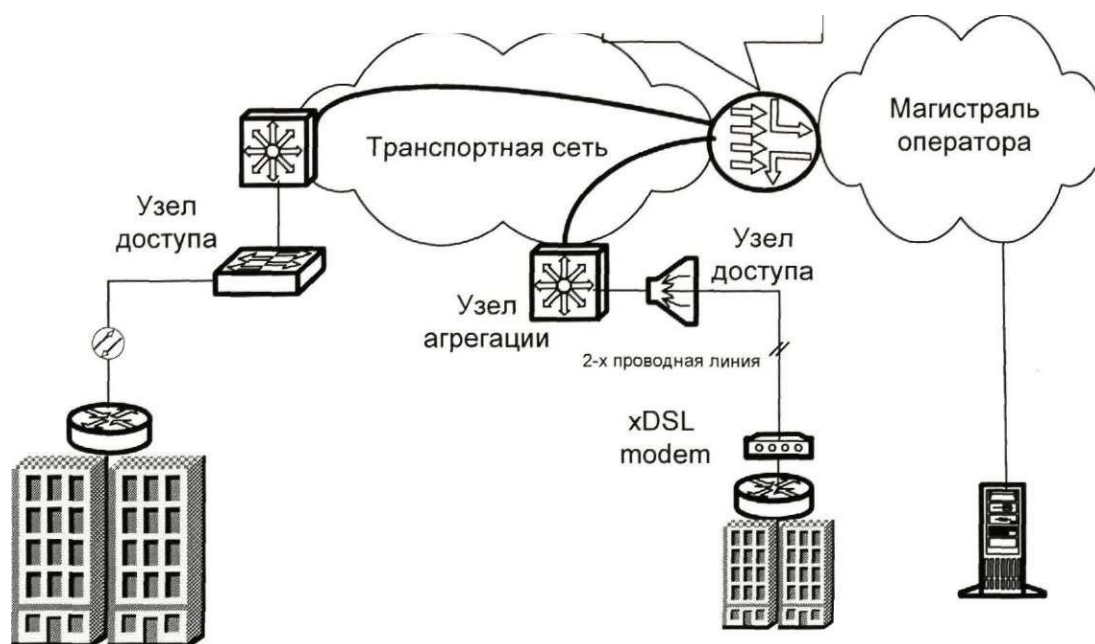 Транспортная сеть
Магистраль
оператора
Узел
доступа
Узел
доступа
Узел
агрегации
2-х проводная линия
xDSL
modem